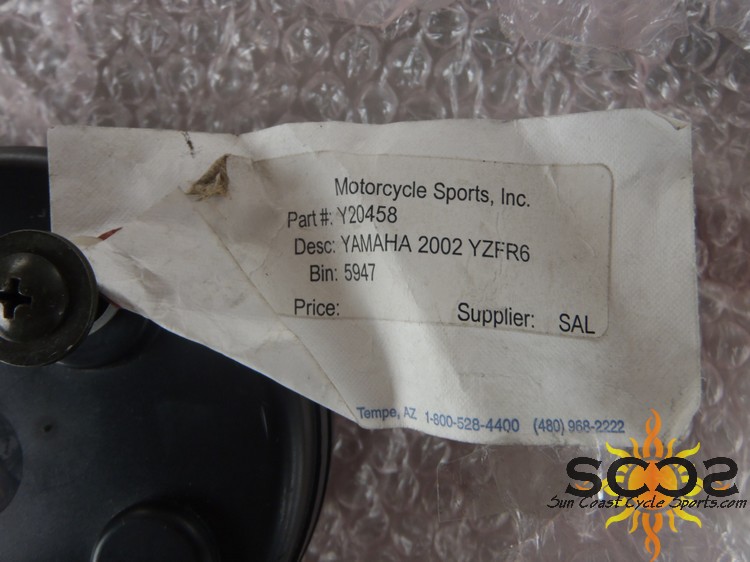 Motorcycle Sports, Inc.
Part #: Y20458
Desc: YAMAHA 2002 YZFR6
Bin: 5947
Price: Supplier: SAL
Tempe, AZ 1-800-528-4400 (480) 968-2222
SCCS
Sun Coast Cycle Sports.com